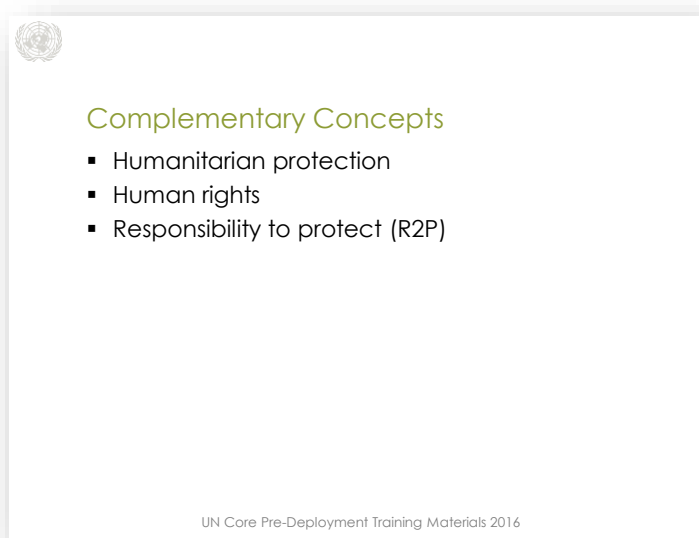 Complementary Concepts
▪ Humanitarian protection
▪ Human rights
▪ Responsibility to protect (R2P)
UN Core Pre-Deployment Training Materials 2016